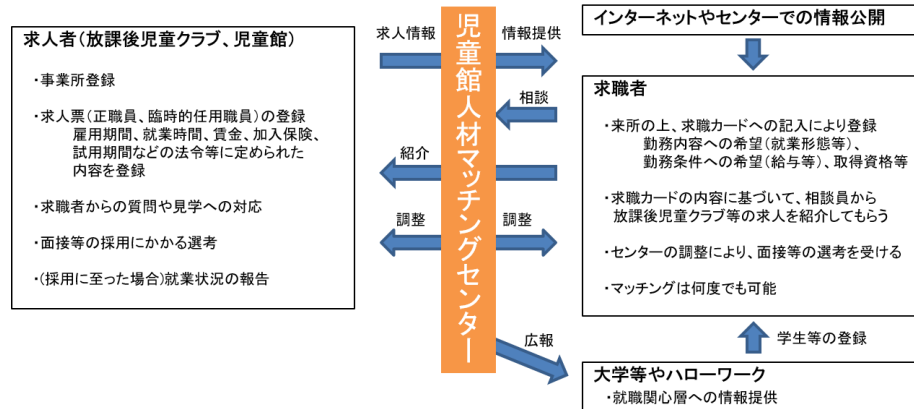 求人者(放課後児童クラブ、児童館)
・事業所登録
・求人票(正職員、臨時的任用職員)の登録
雇用期間、就業時間、賃金、加入保険、
試用期間などの法令等に定められた
内容を登録
・求職者からの質問や見学への対応
・面接等の採用にかかる選考
・(採用に至った場合)就業状況の報告
求人情報
紹介
調整
児童館人材マッチングセンター
情報提供
相談
調整
広報
インターネットやセンターでの情報公開
求職者
・来所の上、求職カードへの記入により登録
勤務内容への希望(就業形態等)、
勤務条件への希望(給与等)、取得資格等
・求職カードの内容に基づいて、相談員から
放課後児童クラブ等の求人を紹介してもらう
・センターの調整により、面接等の選考を受ける
・マッチングは何度でも可能
学生等の登録
大学等やハローワーク
・就職関心層への情報提供